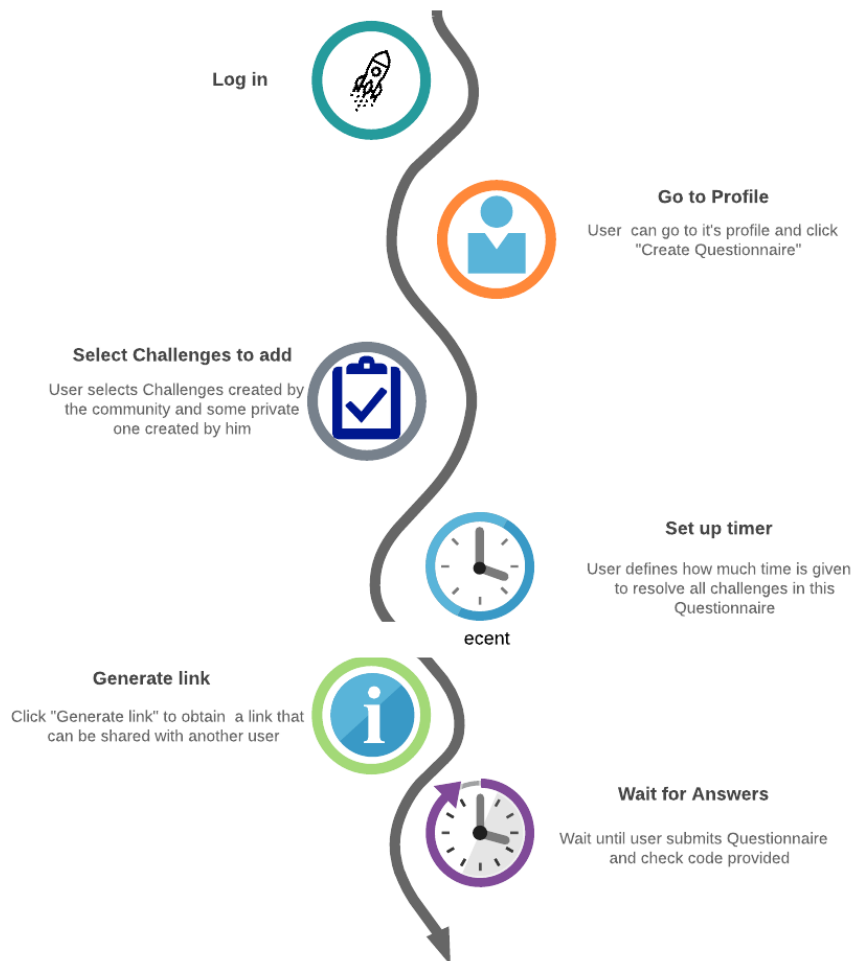 Log in
Go to Profile
User  can go to it's profile and click
"Create Questionnaire"
Select Challenges to add
User selects Challenges created by
the community and some private
one created by him
Set up timer
User defines how much time is given
to resolve all challenges in this
Questionnaire
ecent
Generate link
Click "Generate link" to obtain  a link that
can be shared with another user
Wait for Answers
Wait until user submits Questionnaire
and check code provided